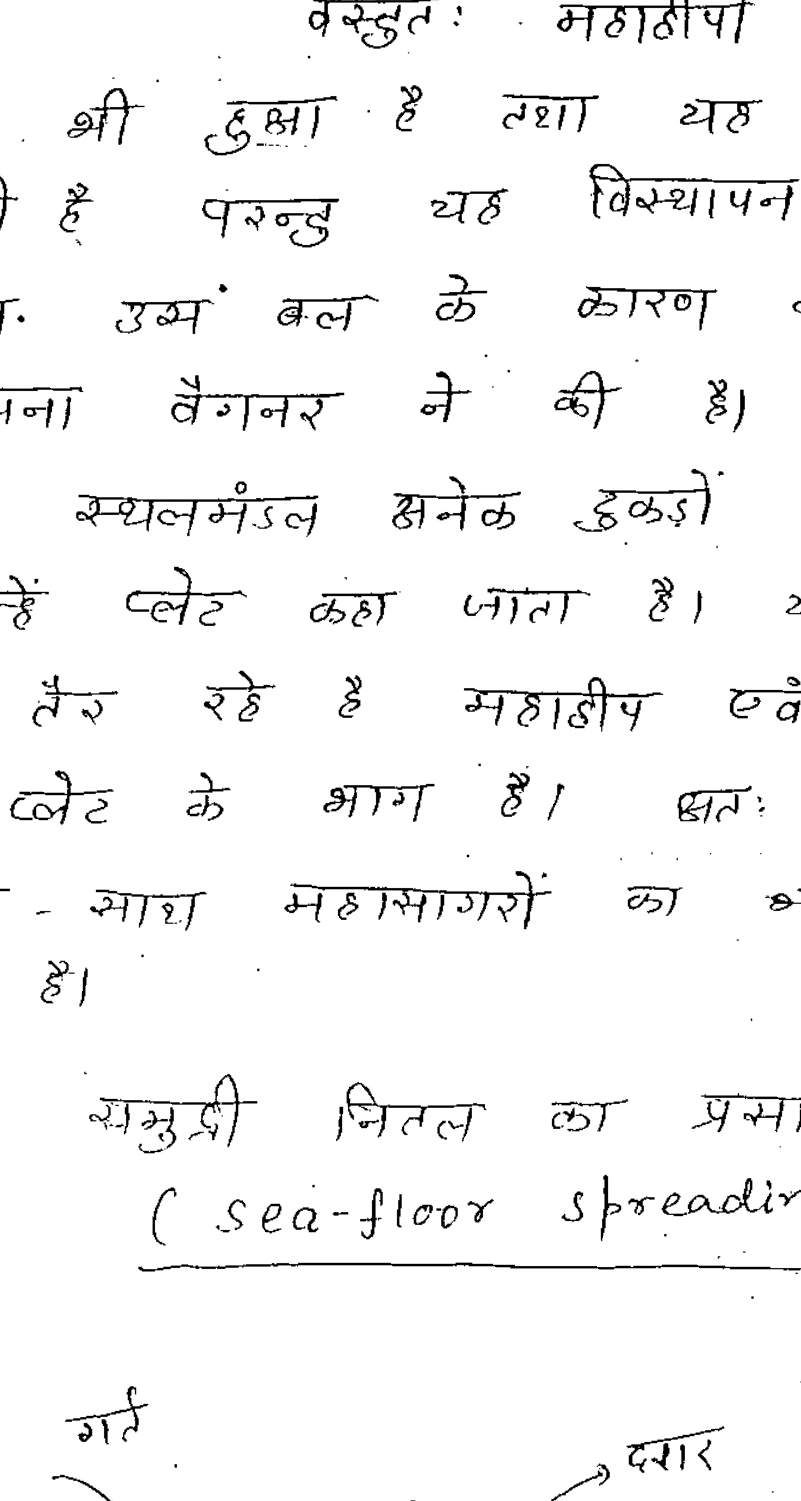 वस्तुतः महाद्वीपों
भी हुआ है तथा यह
है परन्तु यह विस्थापन
उस बल के कारण
वैगनर ने की है।
स्थलमंडल अनेक टुकड़ों
प्लेट कहा जाता है।
तैर रहे है महाद्वीप एवं
प्लेट के भाग है। अतः
- साथ महासागरों का
है।
समुद्री नितल का प्रसा
( sea-floor spreadin
गर्त
दरार